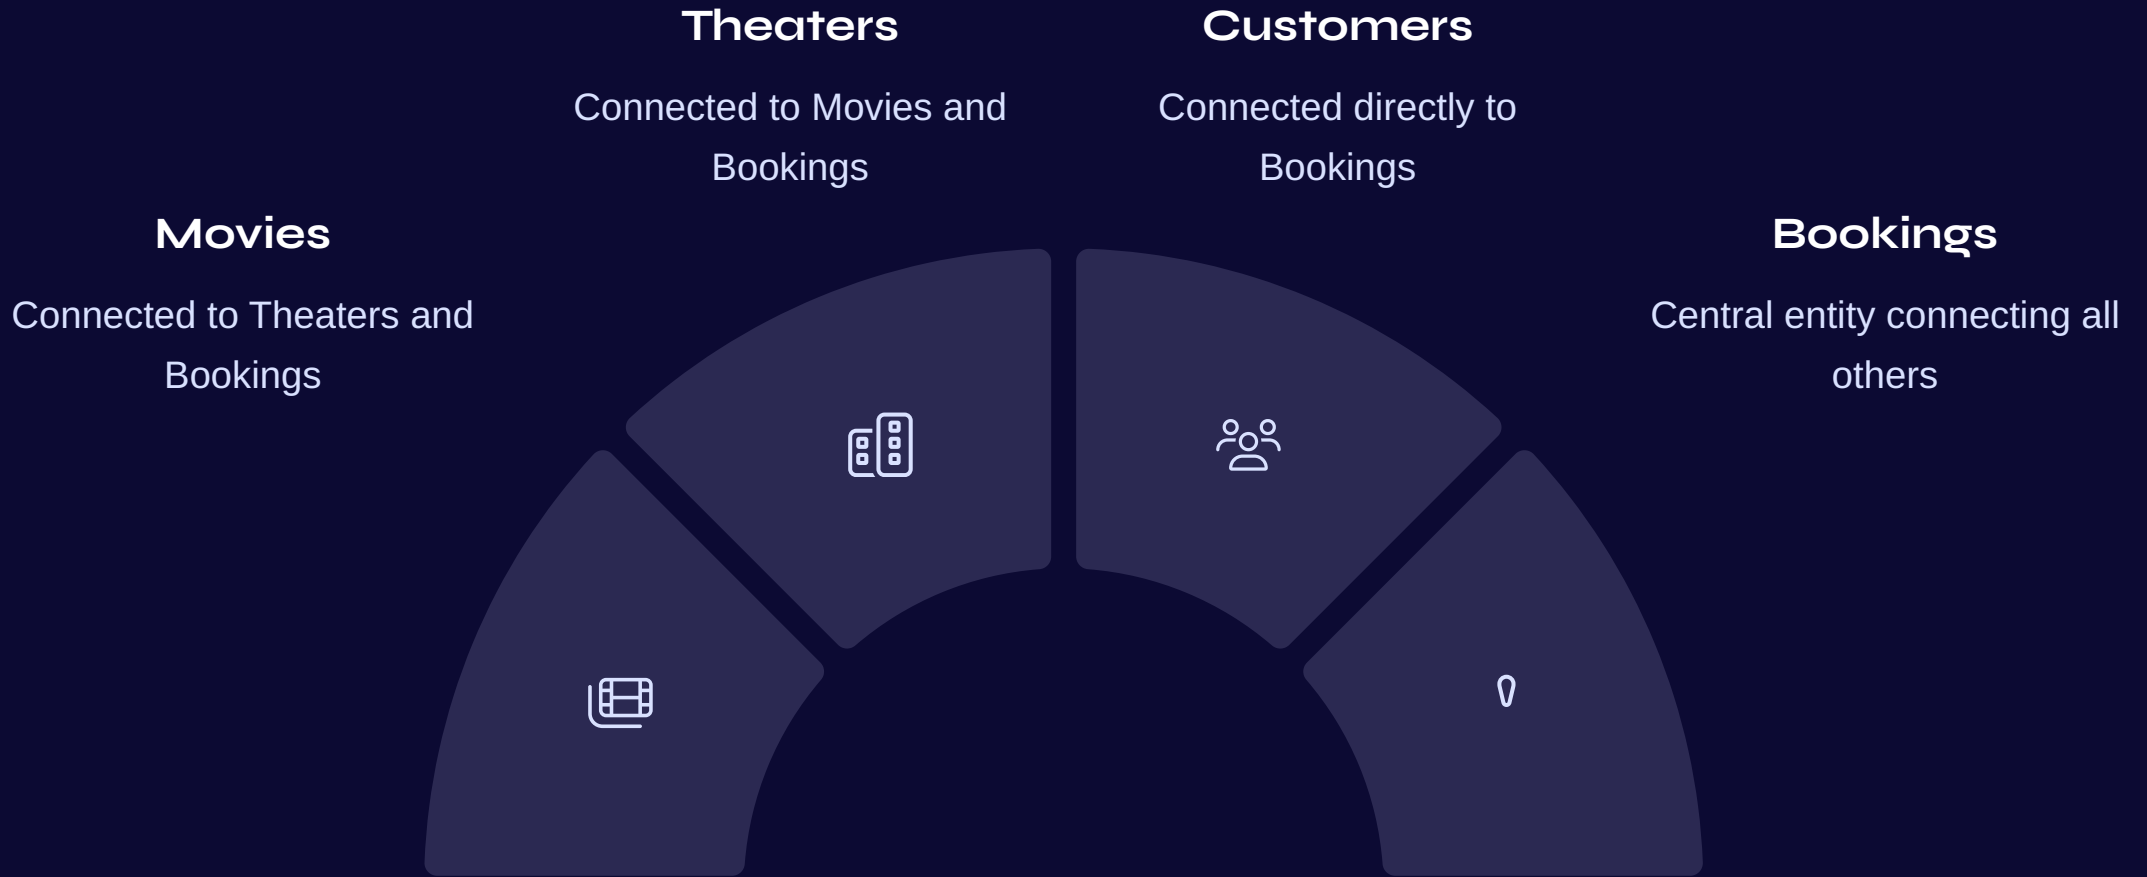 Theaters
Connected to Movies and
Bookings
Customers
Connected directly to
Bookings
Movies
Connected to Theaters and
Bookings
Bookings
Central entity connecting all
others